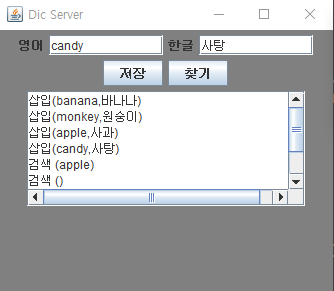 Dic Server
영어 candy 한글 사탕
저장 찾기
삽입(banana,바나나)
삽입(monkey,원숭이)
삽입(apple,사과)
삽입(candy,사탕)
검색 (apple)
검색 ()